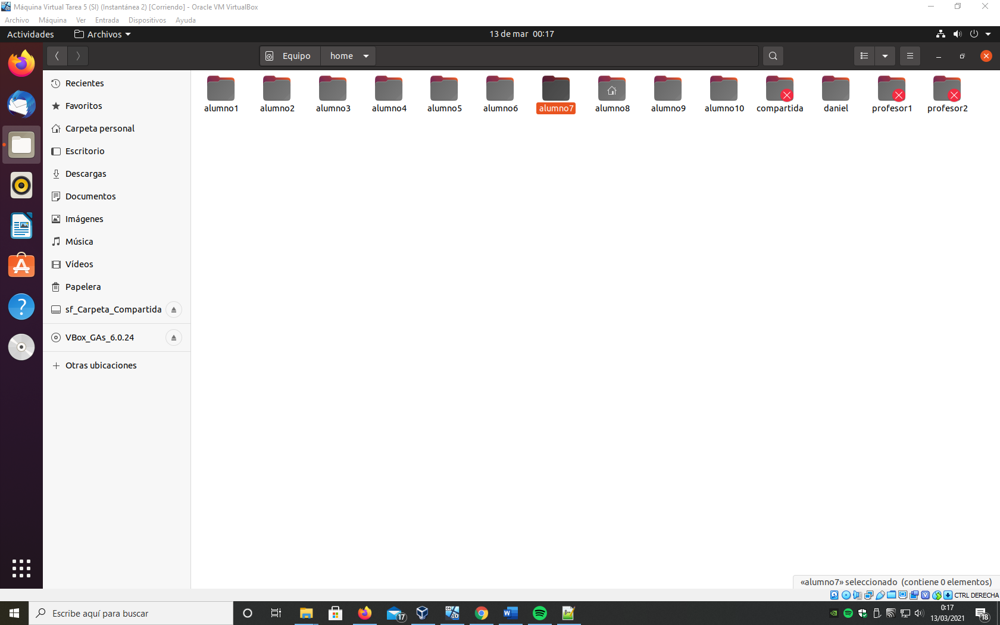 Máquina Virtual Tarea 5 (SI) (Instantánea 2) [Corriendo] - Oracle VM VirtualBox
Archivo Máquina Ver Entrada Dispositivos Ayuda
Actividades Archivos 13 de mar 00:17
Equipo home
Recientes
Favoritos
Carpeta personal
Escritorio
Descargas
Documentos
Imágenes
Música
Vídeos
Papelera
sf_Carpeta_Compartida
VBox_GAs_6.0.24
Otras ubicaciones
alumno1 alumno2 alumno3 alumno4 alumno5 alumno6 alumno7 alumno8 alumno9 alumno10 compartida daniel profesor1 profesor2
«alumno7» seleccionado (contiene 0 elementos)
CTRL DERECHA
Escribe aquí para buscar
17
0:17
13/03/2021
18